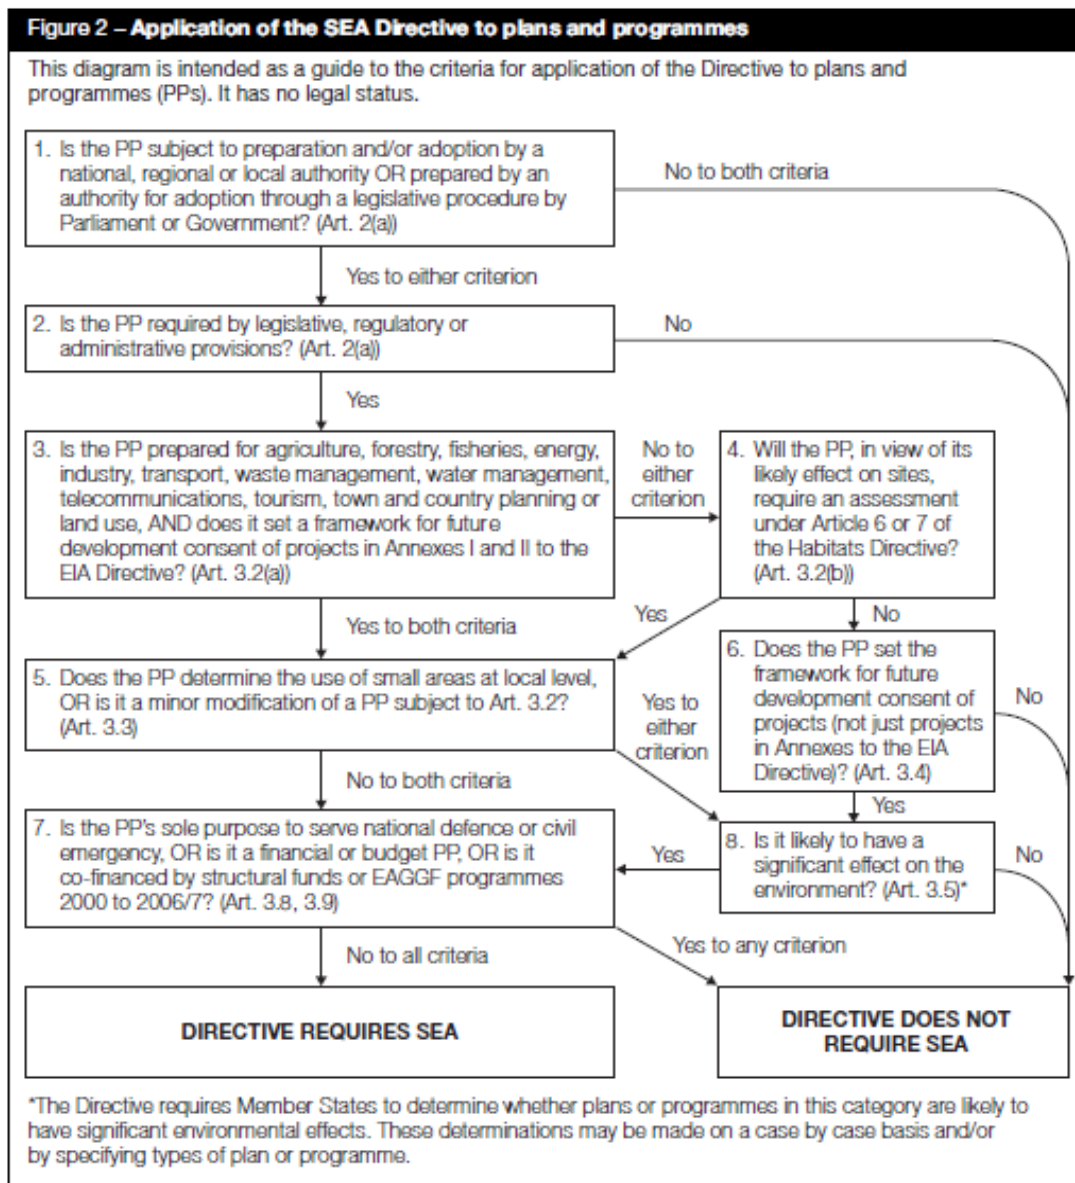 Figure 2 – Application of the SEA Directive to plans and programmes
This diagram is intended as a guide to the criteria for application of the Directive to plans and
programmes (PPs). It has no legal status.
1. Is the PP subject to preparation and/or adoption by a
national, regional or local authority OR prepared by an
authority for adoption through a legislative procedure by
Parliament or Government? (Art. 2(a))
No to both criteria
Yes to either criterion
2. Is the PP required by legislative, regulatory or
administrative provisions? (Art. 2(a))
No
Yes
3. Is the PP prepared for agriculture, forestry, fisheries, energy,
industry, transport, waste management, water management,
telecommunications, tourism, town and country planning or
land use, AND does it set a framework for future
development consent of projects in Annexes I and II to the
EIA Directive? (Art. 3.2(a))
No to
either
criterion
4. Will the PP, in view of its
likely effect on sites,
require an assessment
under Article 6 or 7 of
the Habitats Directive?
(Art. 3.2(b))
Yes to both criteria
Yes
No
5. Does the PP determine the use of small areas at local level,
OR is it a minor modification of a PP subject to Art. 3.2?
(Art. 3.3)
Yes to
either
criterion
6. Does the PP set the
framework for future
development consent of
projects (not just projects
in Annexes to the EIA
Directive)? (Art. 3.4)
No
No to both criteria
Yes
7. Is the PP's sole purpose to serve national defence or civil
emergency, OR is it a financial or budget PP, OR is it
co-financed by structural funds or EAGGF programmes
2000 to 2006/7? (Art. 3.8, 3.9)
Yes
8. Is it likely to have a
significant effect on the
environment? (Art. 3.5)*
No
No to all criteria
Yes to any criterion
DIRECTIVE REQUIRES SEA
DIRECTIVE DOES NOT
REQUIRE SEA
*The Directive requires Member States to determine whether plans or programmes in this category are likely to
have significant environmental effects. These determinations may be made on a case by case basis and/or
by specifying types of plan or programme.